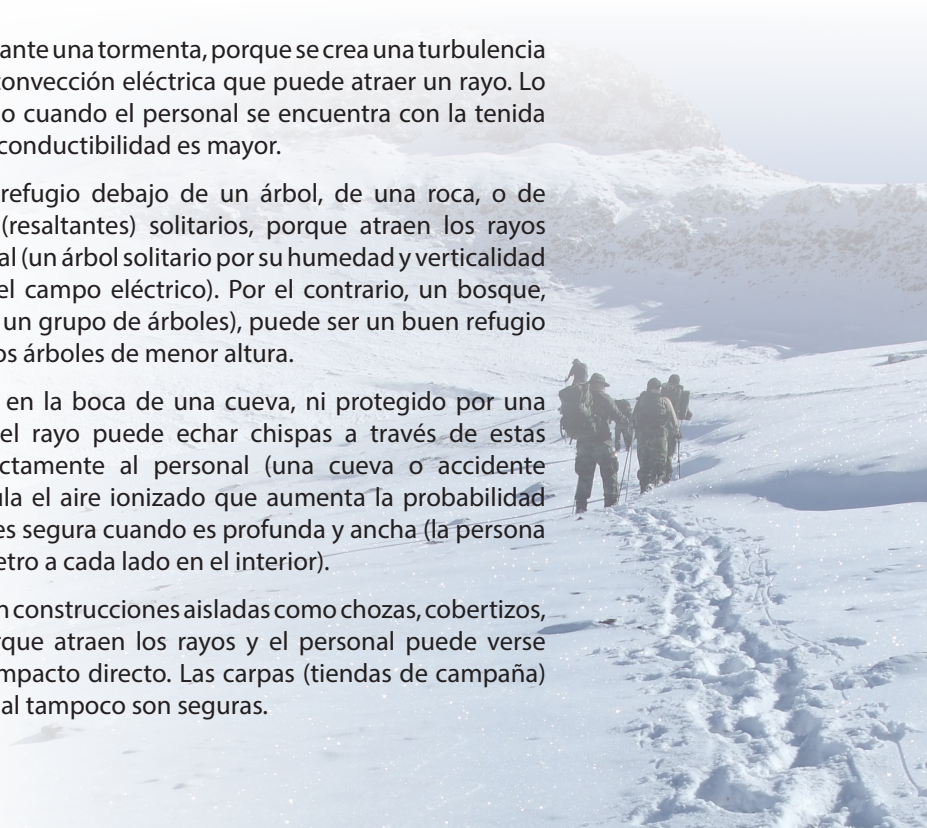 ante una tormenta, porque se crea una turbulencia
convección eléctrica que puede atraer un rayo. Lo
o cuando el personal se encuentra con la tenida
conductibilidad es mayor.
refugio debajo de un árbol, de una roca, o de
(resaltantes) solitarios, porque atraen los rayos
al (un árbol solitario por su humedad y verticalidad
el campo eléctrico). Por el contrario, un bosque,
un grupo de árboles), puede ser un buen refugio
os árboles de menor altura.
en la boca de una cueva, ni protegido por una
el rayo puede echar chispas a través de estas
ctamente al personal (una cueva o accidente
ula el aire ionizado que aumenta la probabilidad
es segura cuando es profunda y ancha (la persona
etro a cada lado en el interior).
n construcciones aisladas como chozas, cobertizos,
rque atraen los rayos y el personal puede verse
mpacto directo. Las carpas (tiendas de campaña)
al tampoco son seguras.